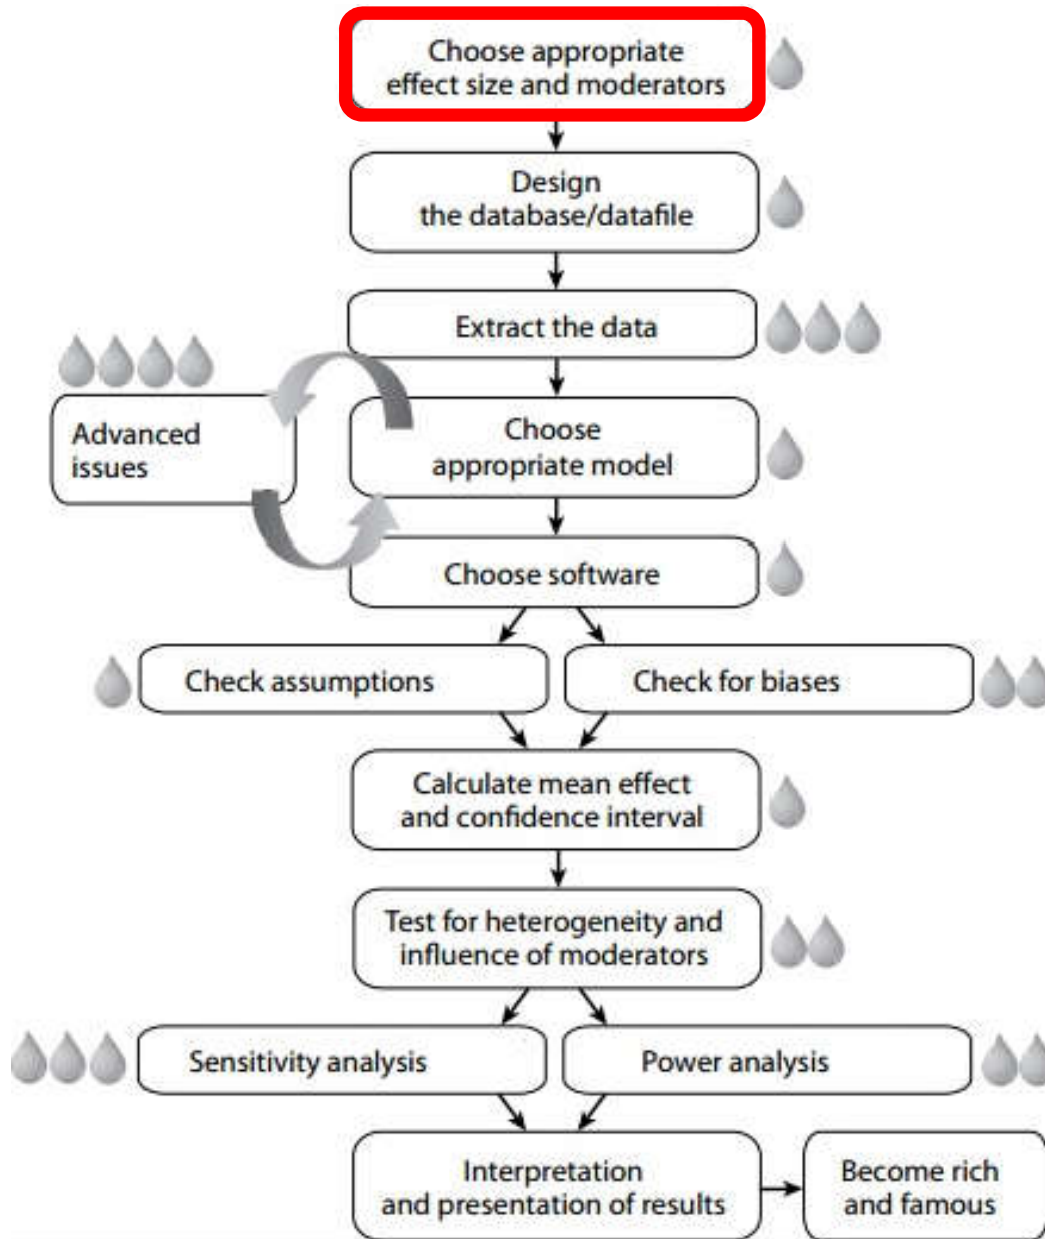 Choose appropriate
effect size and moderators
Design
the database/datafile
Extract the data
Advanced
issues
Choose
appropriate model
Choose software
Check assumptions
Check for biases
Calculate mean effect
and confidence interval
Test for heterogeneity and
influence of moderators
Sensitivity analysis
Power analysis
Interpretation
and presentation of results
Become rich
and famous